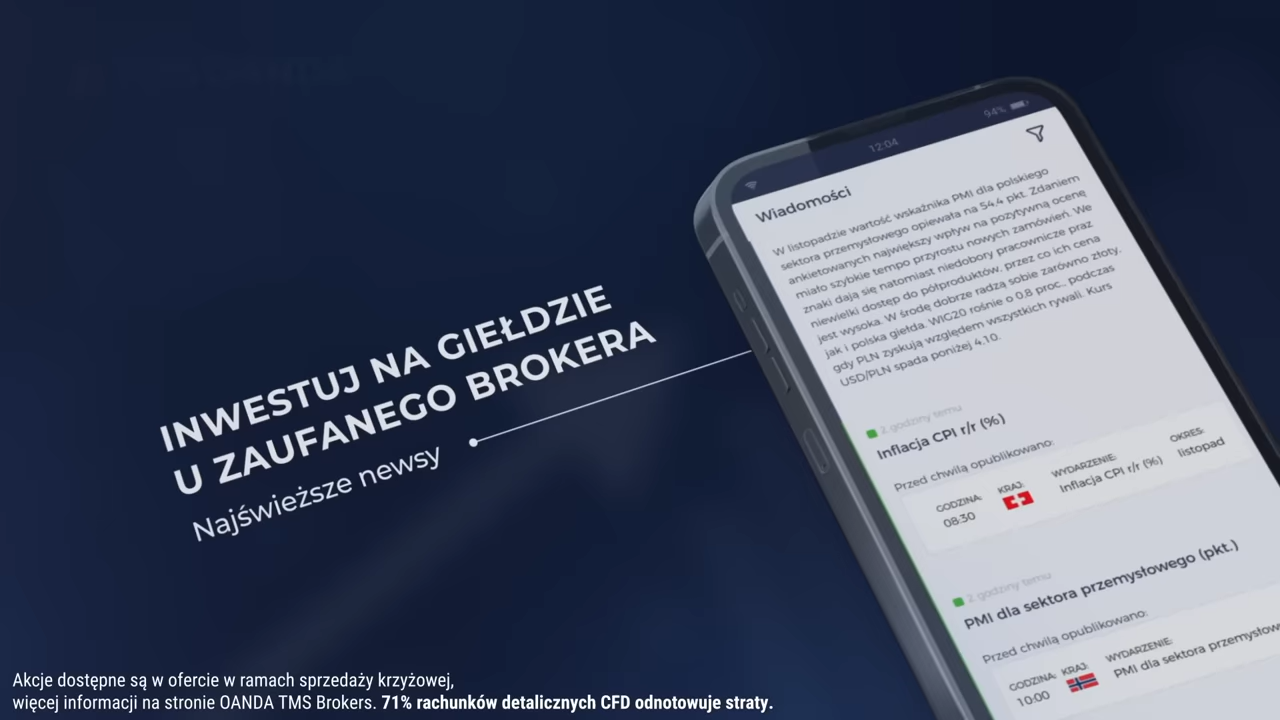 12:04
94%
Wiadomości
W listopadzie wartość wskaźnika PMI dla polskiego
sektora przemysłowego opiewała na 54,4 pkt. Zdaniem
ankietowanych największy wpływ na pozytywną ocenę
miało szybkie tempo przyrostu nowych zamówień. We
znaki dają się natomiast niedobory pracownicze oraz
niewielki dostęp do półproduktów, przez co ich cena
jest wysoka. W środę dobrze radzą sobie zarówno złoty,
jak i polska giełda. WIG20 rośnie o 0,8 proc., podczas
gdy PLN zyskują względem wszystkich rywali. Kurs
USD/PLN spada poniżej 4,10.
INWESTUJ NA GIEŁDZIE
U ZAUFANEGO BROKERA
Najświeższe newsy
2 godziny temu
Inflacja CPI r/r (%)
Przed chwilą opublikowano:
GODZINA: KRAJ: WYDARZENIE: OKRES:
08:30 Inflacja CPI r/r (%) listopad
2 godziny temu
PMI dla sektora przemysłowego (pkt.)
Przed chwilą opublikowano:
GODZINA: KRAJ: WYDARZENIE:
10:00 PMI dla sektora przemysłow
Akcje dostępne są w ofercie w ramach sprzedaży krzyżowej,
więcej informacji na stronie OANDA TMS Brokers. 71% rachunków detalicznych CFD odnotowuje straty.